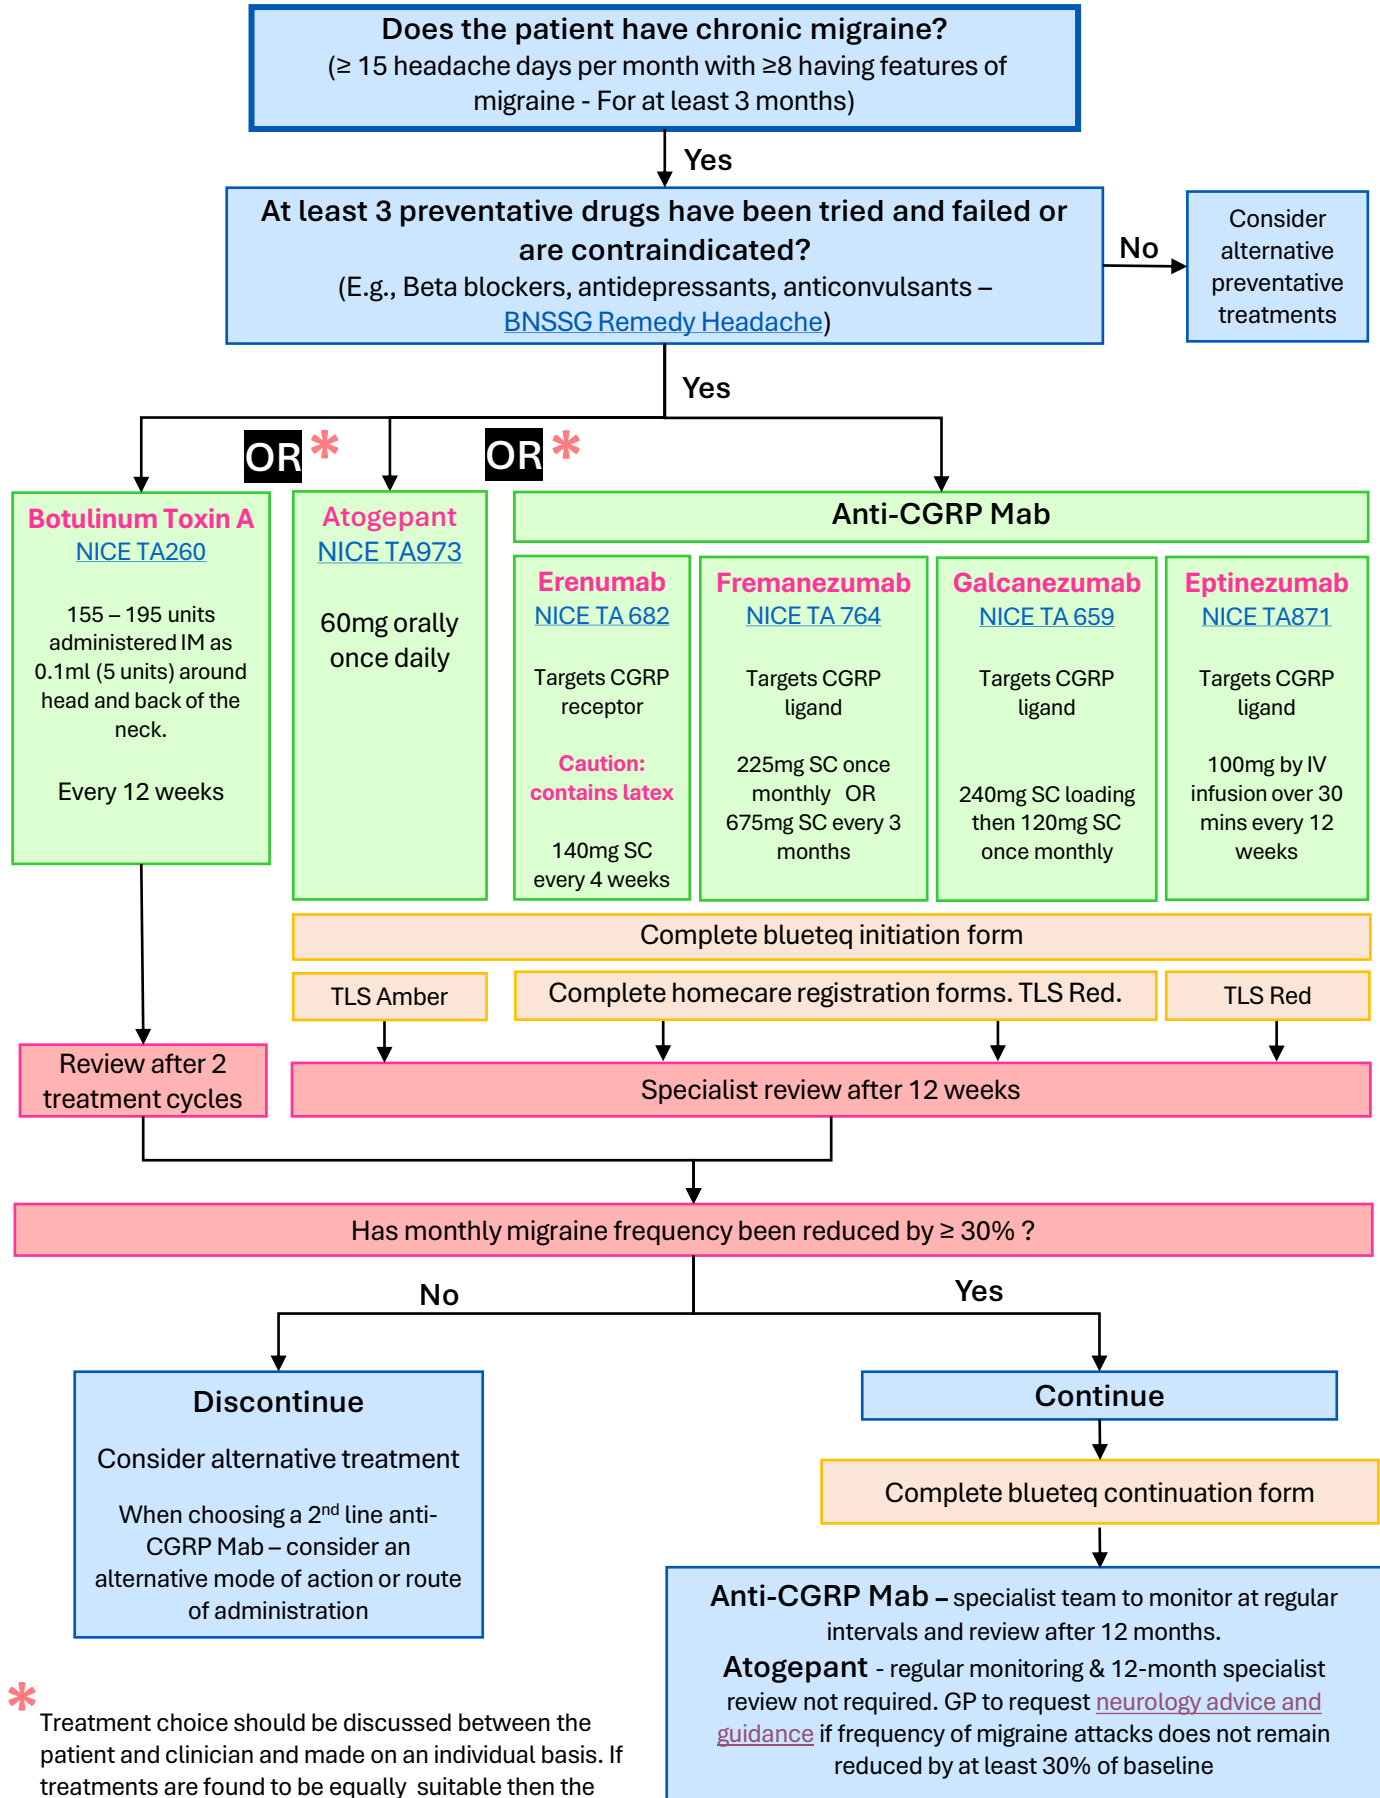 Does the patient have chronic migraine?
(≥ 15 headache days per month with ≥8 having features of
migraine - For at least 3 months)
Yes
At least 3 preventative drugs have been tried and failed or
are contraindicated?
(E.g., Beta blockers, antidepressants, anticonvulsants –
BNSSG Remedy Headache)
No
Consider
alternative
preventative
treatments
Yes
OR *
OR *
Botulinum Toxin A
NICE TA260
155 – 195 units
administered IM as
0.1ml (5 units) around
head and back of the
neck.
Every 12 weeks
Atogepant
NICE TA973
60mg orally
once daily
Anti-CGRP Mab
Erenumab
NICE TA 682
Targets CGRP
receptor
Caution:
contains latex
140mg SC
every 4 weeks
Fremanezumab
NICE TA 764
Targets CGRP
ligand
225mg SC once
monthly OR
675mg SC every 3
months
Galcanezumab
NICE TA 659
Targets CGRP
ligand
240mg SC loading
then 120mg SC
once monthly
Eptinezumab
NICE TA871
Targets CGRP
ligand
100mg by IV
infusion over 30
mins every 12
weeks
Complete blueteq initiation form
TLS Amber
Complete homecare registration forms. TLS Red.
TLS Red
Review after 2
treatment cycles
Specialist review after 12 weeks
Has monthly migraine frequency been reduced by ≥ 30% ?
No
Yes
Discontinue
Consider alternative treatment
When choosing a 2nd line anti-
CGRP Mab – consider an
alternative mode of action or route
of administration
Continue
Complete blueteq continuation form
Anti-CGRP Mab – specialist team to monitor at regular
intervals and review after 12 months.
Atogepant - regular monitoring & 12-month specialist
review not required. GP to request neurology advice and
guidance if frequency of migraine attacks does not remain
reduced by at least 30% of baseline
*
Treatment choice should be discussed between the
patient and clinician and made on an individual basis. If
treatments are found to be equally suitable then the